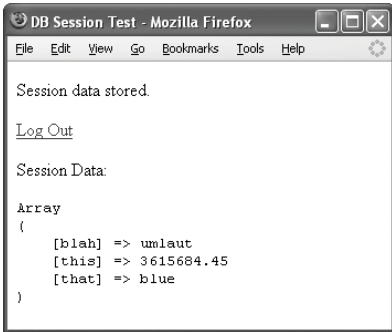 DB Session Test - Mozilla Firefox
File Edit View Go Bookmarks Tools Help
Session data stored.
Log Out
Session Data:
Array
(
    [blah] => umlaut
    [this] => 3615684.45
    [that] => blue
)